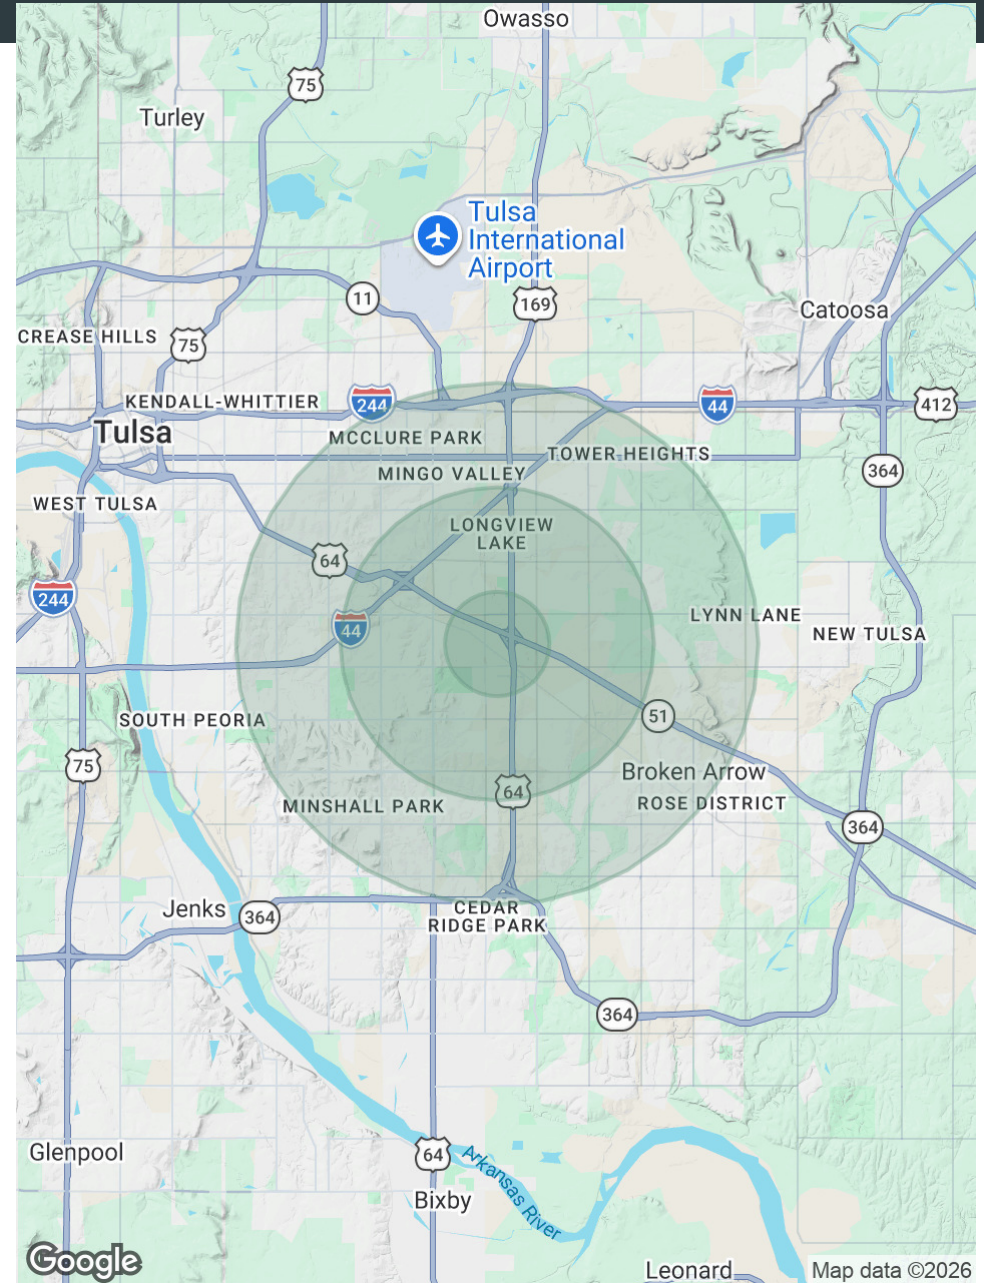 Owasso
75
Turley
Tulsa
International
Airport
11
169
Catoosa
CREASE HILLS
75
KENDALL-WHITTIER
244
44
412
Tulsa
MCCLURE PARK
TOWER HEIGHTS
MINGO VALLEY
364
WEST TULSA
LONGVIEW
LAKE
64
244
44
LYNN LANE
NEW TULSA
SOUTH PEORIA
51
75
Broken Arrow
64
MINSHALL PARK
ROSE DISTRICT
364
Jenks
364
CEDAR
RIDGE PARK
364
Glenpool
64
Arkansas River
Bixby
Google
Leonard
Map data ©2026